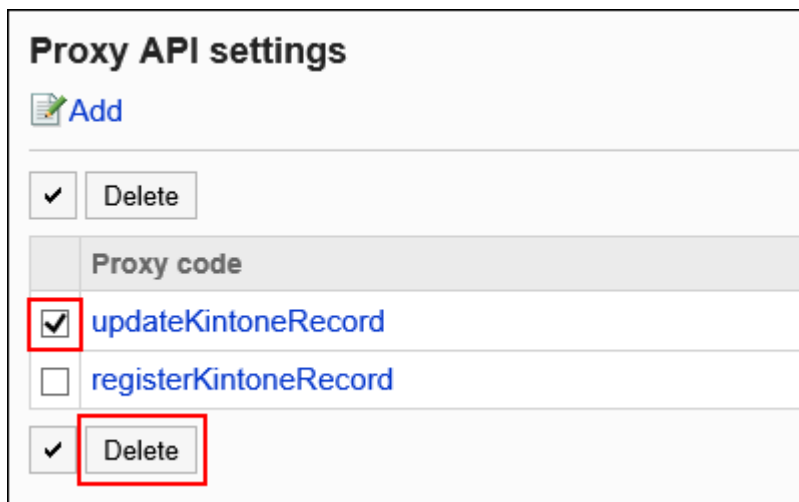 Proxy API settings
Add
Delete
Proxy code
updateKintoneRecord
registerKintoneRecord
Delete